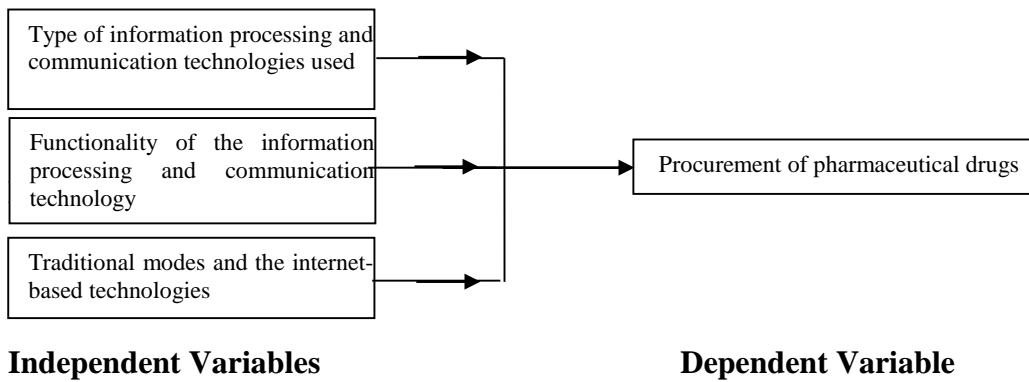 Type of information processing and
communication technologies used
Functionality of the information
processing and communication
technology
Procurement of pharmaceutical drugs
Traditional modes and the internet-
based technologies
Independent Variables
Dependent Variable